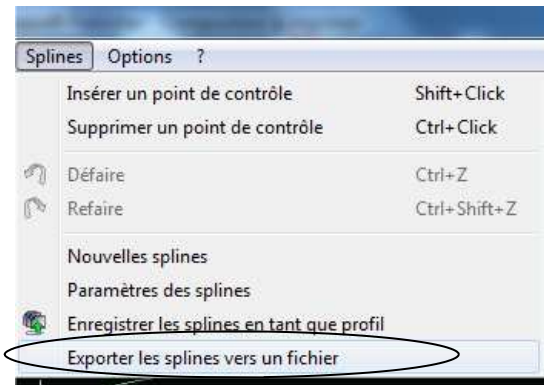 Splines Options ?
Insérer un point de contrôle Shift+Click
Supprimer un point de contrôle Ctrl+Click
Défaire Ctrl+Z
Refaire Ctrl+Shift+Z
Nouvelles splines
Paramètres des splines
Enregistrer les splines en tant que profil
Exporter les splines vers un fichier